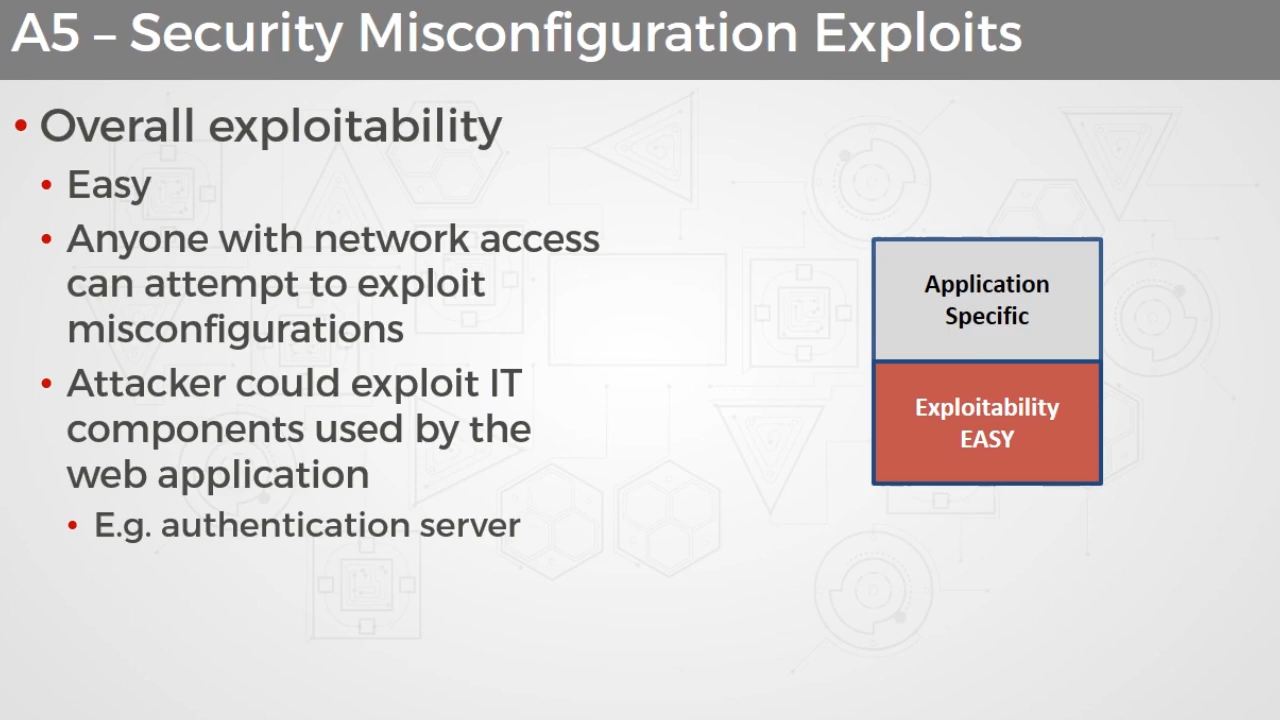 A5 – Security Misconfiguration Exploits
• Overall exploitability
• Easy
• Anyone with network access
can attempt to exploit
misconfigurations
• Attacker could exploit IT
components used by the
web application
• E.g. authentication server
Application
Specific
Exploitability
EASY